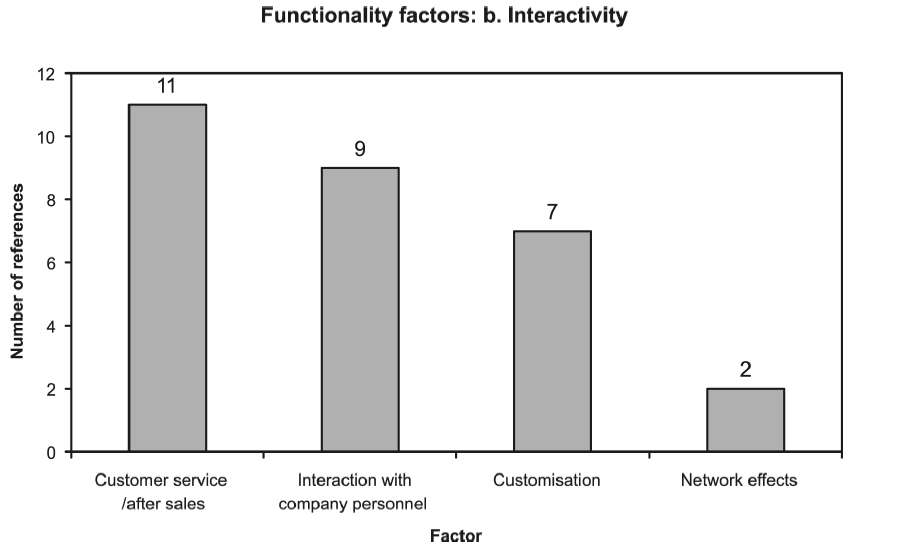 Functionality factors: b. Interactivity
12
10
8
6
4
2
0
Number of references
11
9
7
2
Customer service
/after sales
Interaction with
company personnel
Customisation
Network effects
Factor